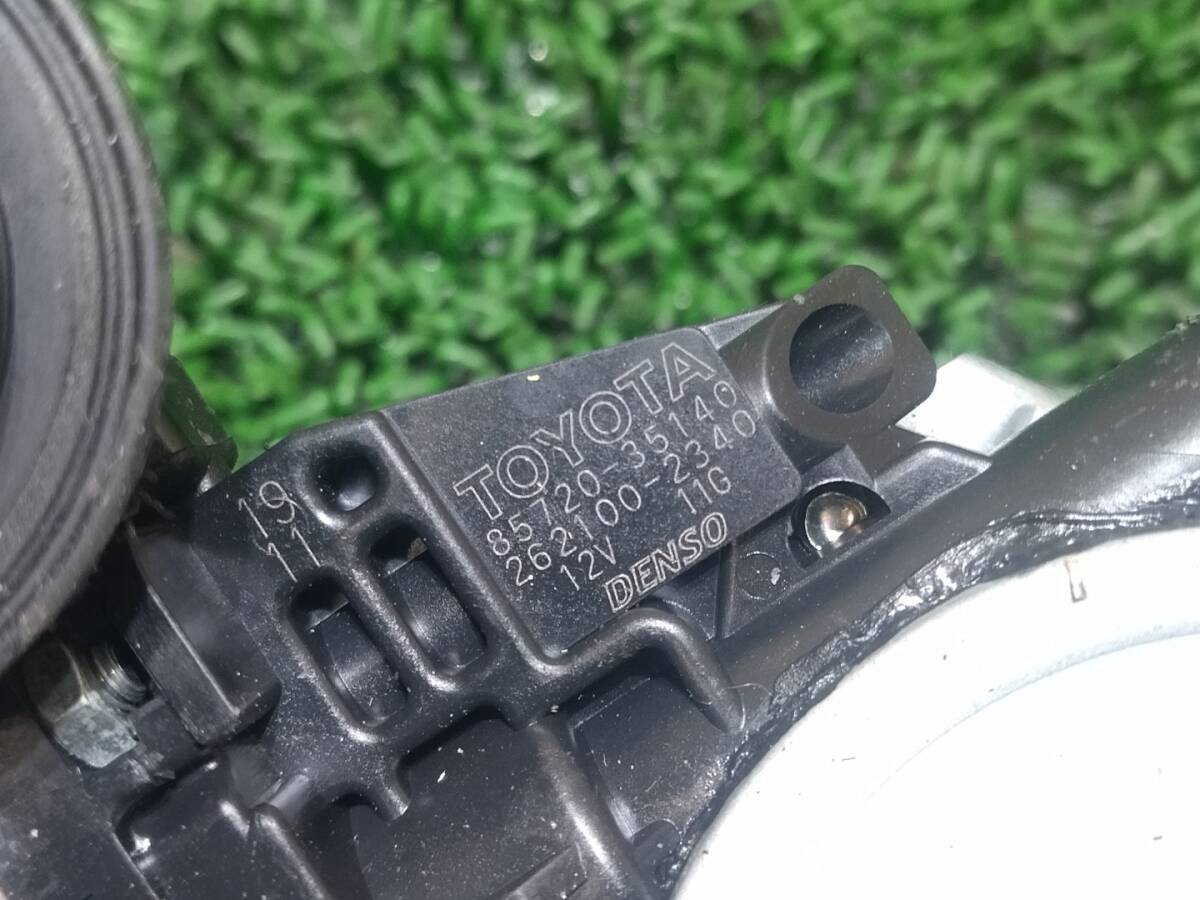 TOYOTA
85720-35140
262100-2340
12V 11G
DENSO
19
11